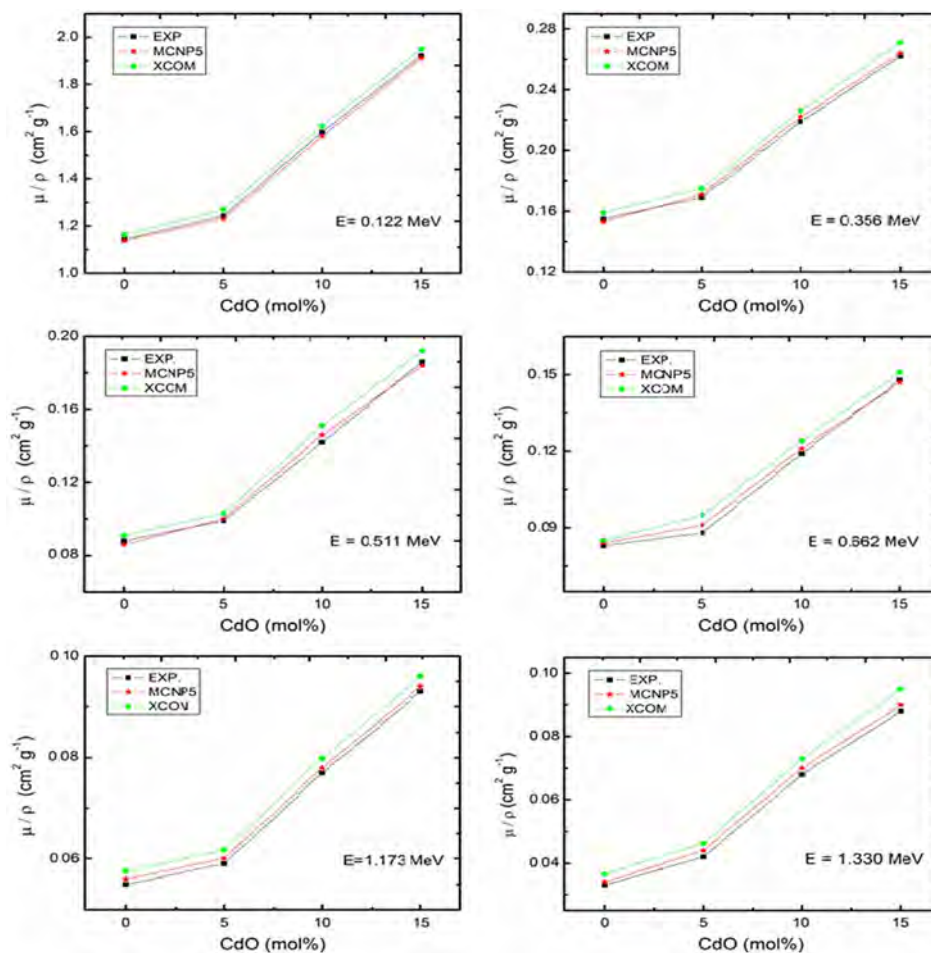 2.0
1.8
1.6
1.4
1.2
1.0
μ / ρ (cm² g⁻¹)
EXP
MCNP5
XCOM
E= 0.122 MeV
0 5 10 15
CdO (mol%)
0.28
0.24
0.20
0.16
0.12
μ / ρ (cm² g⁻¹)
EXP
MCNP5
XCOM
E = 0.356 MeV
0 5 10 15
CdO (mol%)
0.20
0.16
0.12
0.08
μ / ρ (cm² g⁻¹)
EXP.
MCNP5
XCCM
E = 0.511 MeV
0 5 10 15
CdO (mol%)
0.15
0.12
0.09
μ / ρ (cm² g⁻¹)
EXP.
MCNP5
XCOM
E = 0.662 MeV
0 5 10 15
CdO (mol%)
0.10
0.08
0.06
μ / ρ (cm² g⁻¹)
EXP.
MCNP5
XCOM
E=1.173 MeV
0 5 10 15
CdO (mol%)
0.10
0.08
0.06
0.04
μ / ρ (cm² g⁻¹)
EXP.
MCNP5
XCOM
E = 1.330 MeV
0 5 10 15
CdO (mol%)